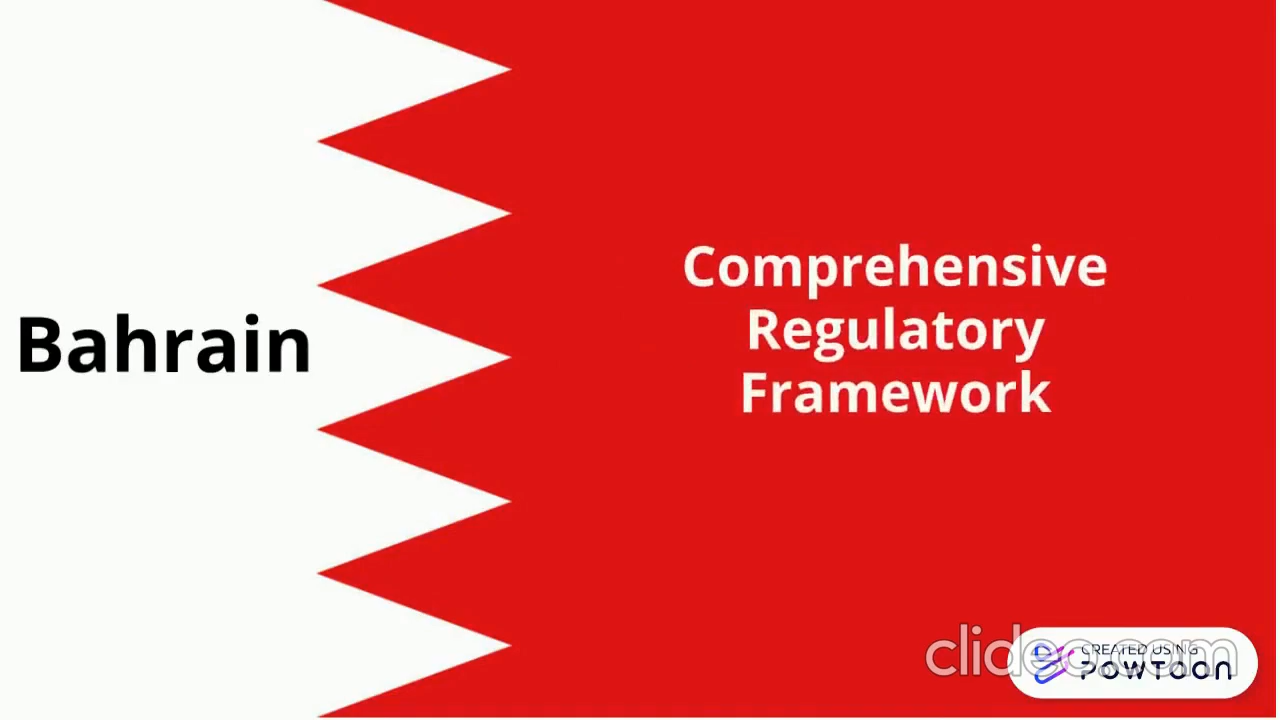 Bahrain
Comprehensive
Regulatory
Framework
clideo.com
CREATED USING
POWTOON